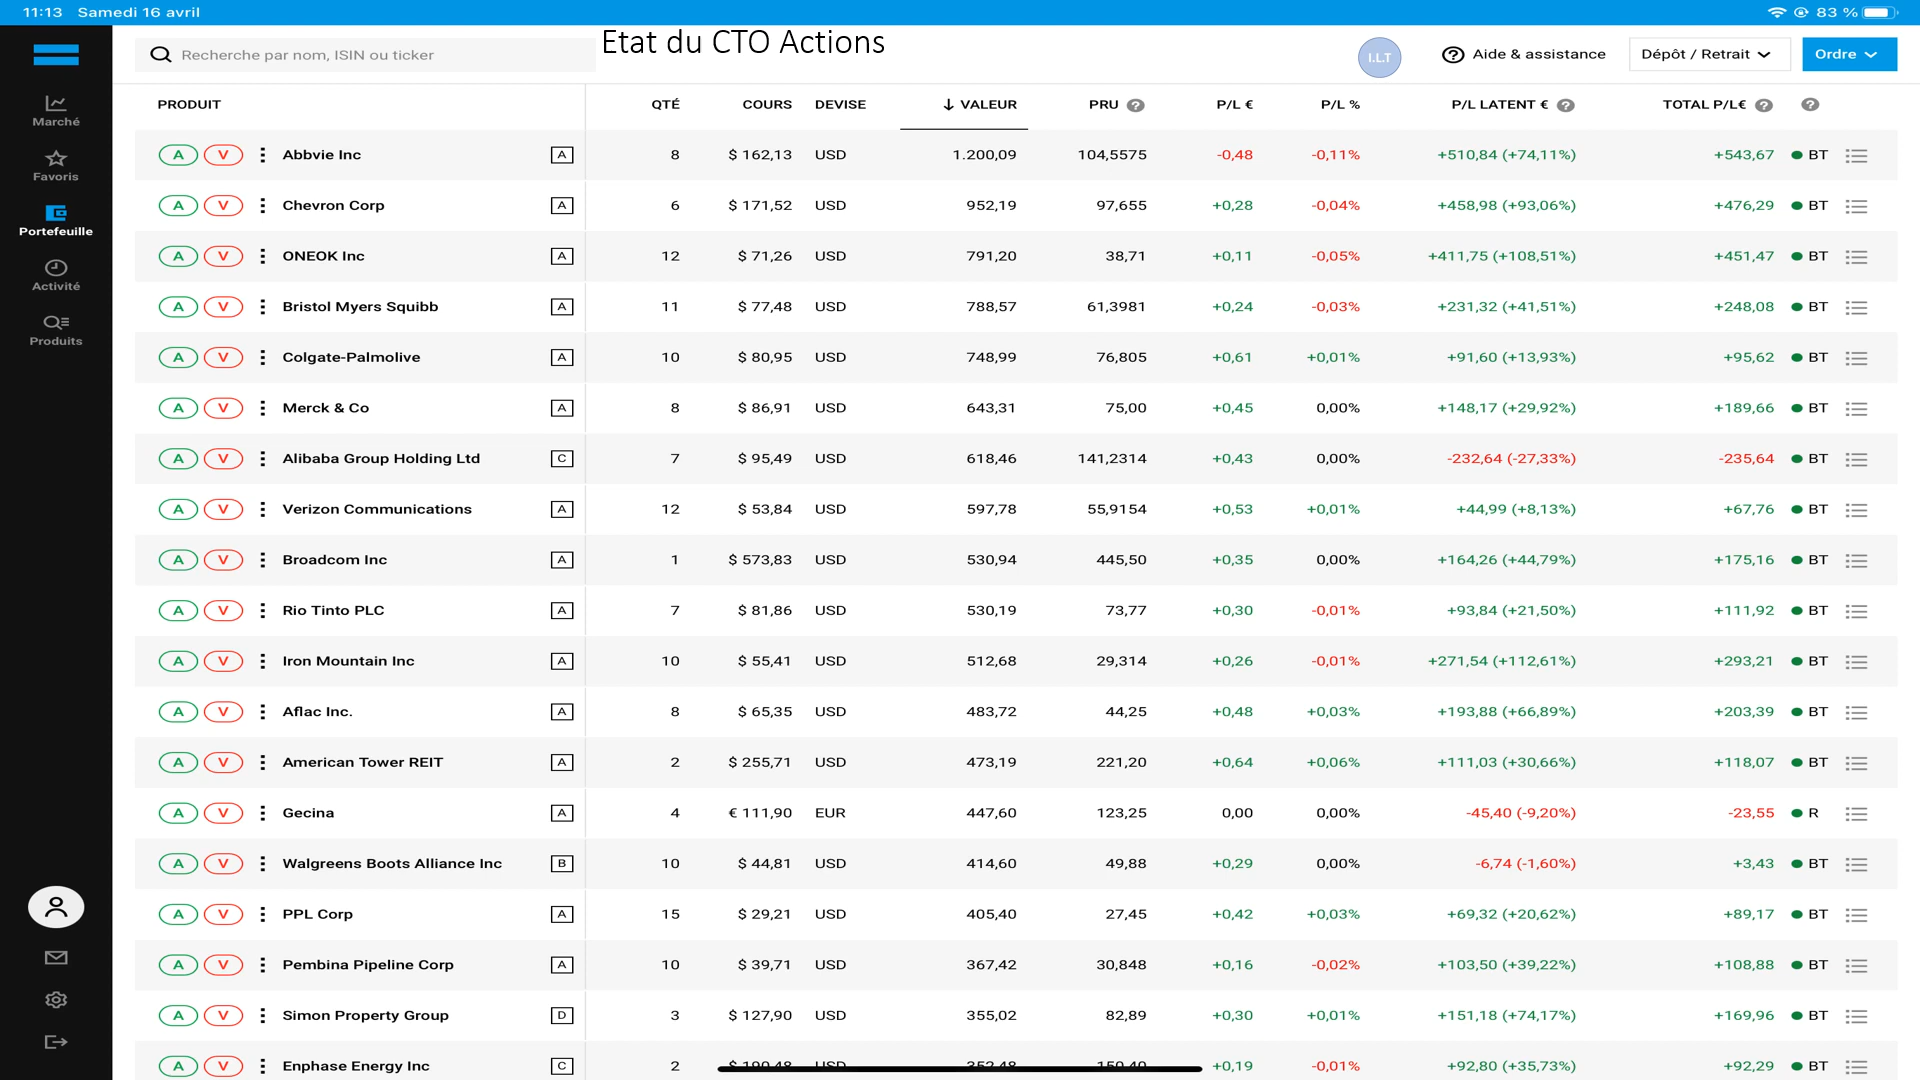 11:13 Samedi 16 avril 83 %
Etat du CTO Actions
Recherche par nom, ISIN ou ticker I.L.T Aide & assistance Dépôt / Retrait Ordre
Marché
Favoris
Portefeuille
Activité
Produits
PRODUIT QTÉ COURS DEVISE ↓ VALEUR PRU ? P/L € P/L % P/L LATENT € ? TOTAL P/L€ ? ?
A V Abbvie Inc A 8 $ 162,13 USD 1.200,09 104,5575 -0,48 -0,11% +510,84 (+74,11%) +543,67 BT
A V Chevron Corp A 6 $ 171,52 USD 952,19 97,655 +0,28 -0,04% +458,98 (+93,06%) +476,29 BT
A V ONEOK Inc A 12 $ 71,26 USD 791,20 38,71 +0,11 -0,05% +411,75 (+108,51%) +451,47 BT
A V Bristol Myers Squibb A 11 $ 77,48 USD 788,57 61,3981 +0,24 -0,03% +231,32 (+41,51%) +248,08 BT
A V Colgate-Palmolive A 10 $ 80,95 USD 748,99 76,805 +0,61 +0,01% +91,60 (+13,93%) +95,62 BT
A V Merck & Co A 8 $ 86,91 USD 643,31 75,00 +0,45 0,00% +148,17 (+29,92%) +189,66 BT
A V Alibaba Group Holding Ltd C 7 $ 95,49 USD 618,46 141,2314 +0,43 0,00% -232,64 (-27,33%) -235,64 BT
A V Verizon Communications A 12 $ 53,84 USD 597,78 55,9154 +0,53 +0,01% +44,99 (+8,13%) +67,76 BT
A V Broadcom Inc A 1 $ 573,83 USD 530,94 445,50 +0,35 0,00% +164,26 (+44,79%) +175,16 BT
A V Rio Tinto PLC A 7 $ 81,86 USD 530,19 73,77 +0,30 -0,01% +93,84 (+21,50%) +111,92 BT
A V Iron Mountain Inc A 10 $ 55,41 USD 512,68 29,314 +0,26 -0,01% +271,54 (+112,61%) +293,21 BT
A V Aflac Inc. A 8 $ 65,35 USD 483,72 44,25 +0,48 +0,03% +193,88 (+66,89%) +203,39 BT
A V American Tower REIT A 2 $ 255,71 USD 473,19 221,20 +0,64 +0,06% +111,03 (+30,66%) +118,07 BT
A V Gecina A 4 € 111,90 EUR 447,60 123,25 0,00 0,00% -45,40 (-9,20%) -23,55 R
A V Walgreens Boots Alliance Inc B 10 $ 44,81 USD 414,60 49,88 +0,29 0,00% -6,74 (-1,60%) +3,43 BT
A V PPL Corp A 15 $ 29,21 USD 405,40 27,45 +0,42 +0,03% +69,32 (+20,62%) +89,17 BT
A V Pembina Pipeline Corp A 10 $ 39,71 USD 367,42 30,848 +0,16 -0,02% +103,50 (+39,22%) +108,88 BT
A V Simon Property Group D 3 $ 127,90 USD 355,02 82,89 +0,30 +0,01% +151,18 (+74,17%) +169,96 BT
A V Enphase Energy Inc C 2 USD +0,19 -0,01% +92,80 (+35,73%) +92,29 BT